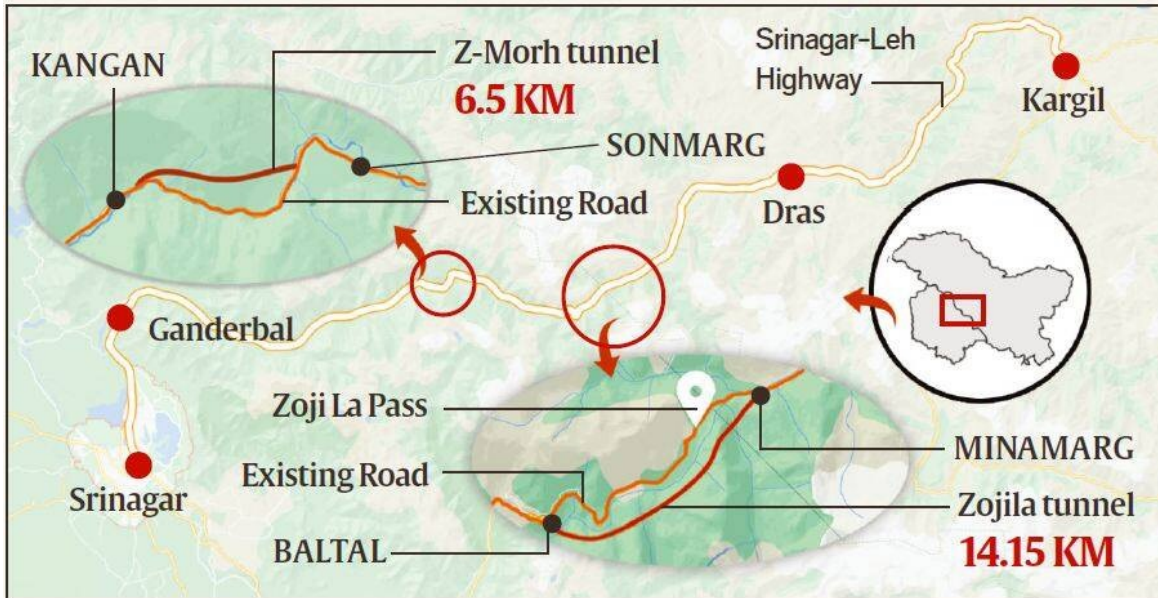 KANGAN
Z-Morh tunnel
6.5 KM
Srinagar-Leh
Highway
Kargil
SONMARG
Existing Road
Dras
Ganderbal
Zoji La Pass
MINAMARG
Existing Road
Srinagar
Zojila tunnel
BALTAL
14.15 KM